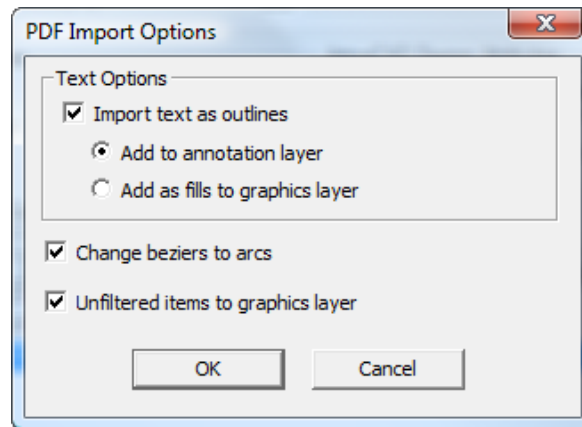 PDF Import Options
Text Options
Import text as outlines
Add to annotation layer
Add as fills to graphics layer
Change beziers to arcs
Unfiltered items to graphics layer
OK Cancel